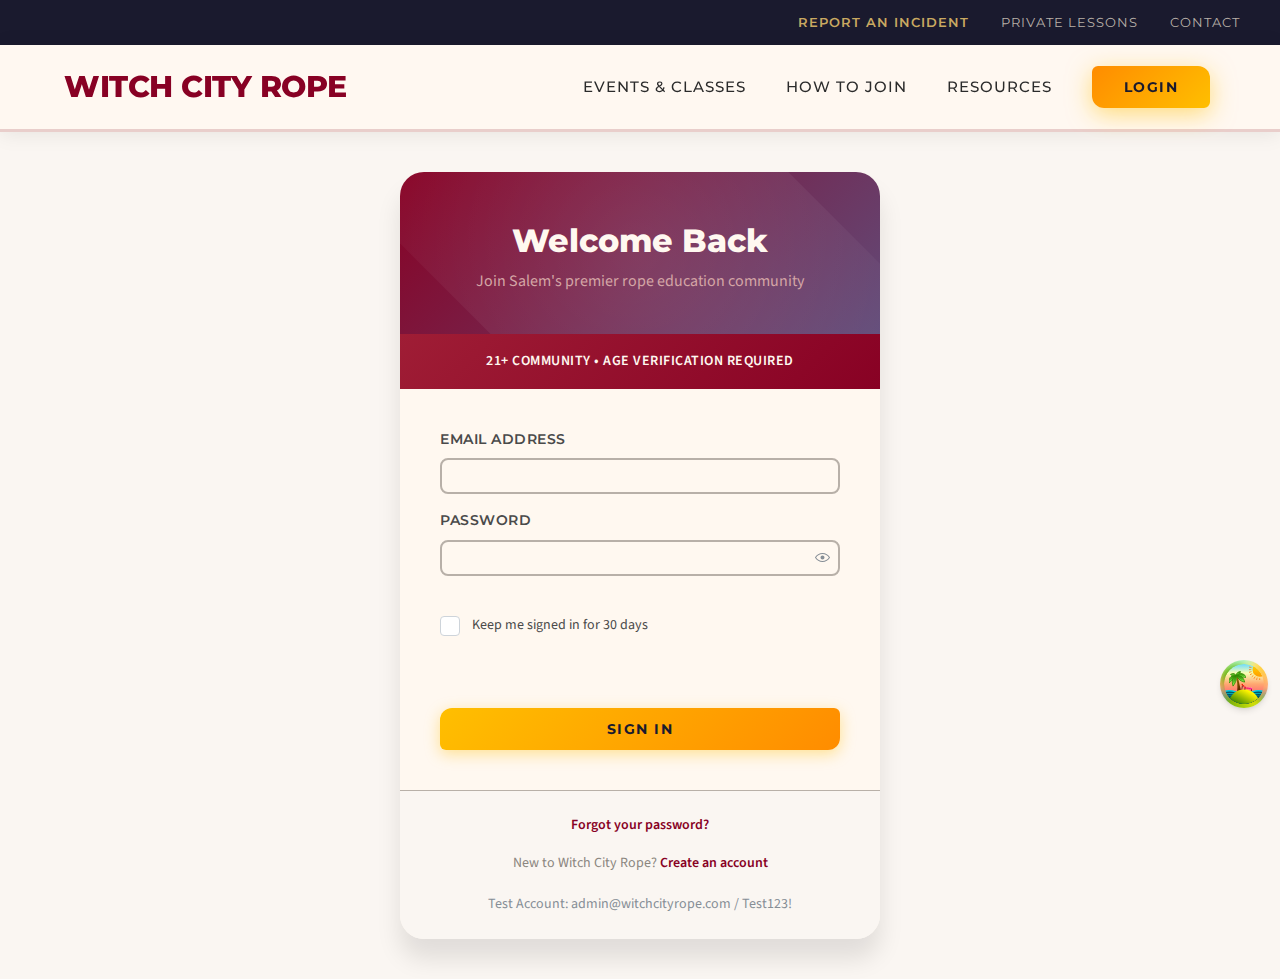 REPORT AN INCIDENT PRIVATE LESSONS CONTACT
WITCH CITY ROPE EVENTS & CLASSES HOW TO JOIN RESOURCES LOGIN
Welcome Back
Join Salem's premier rope education community
21+ COMMUNITY • AGE VERIFICATION REQUIRED
EMAIL ADDRESS
PASSWORD
Keep me signed in for 30 days
SIGN IN
Forgot your password?
New to Witch City Rope? Create an account
Test Account: admin@witchcityrope.com / Test123!